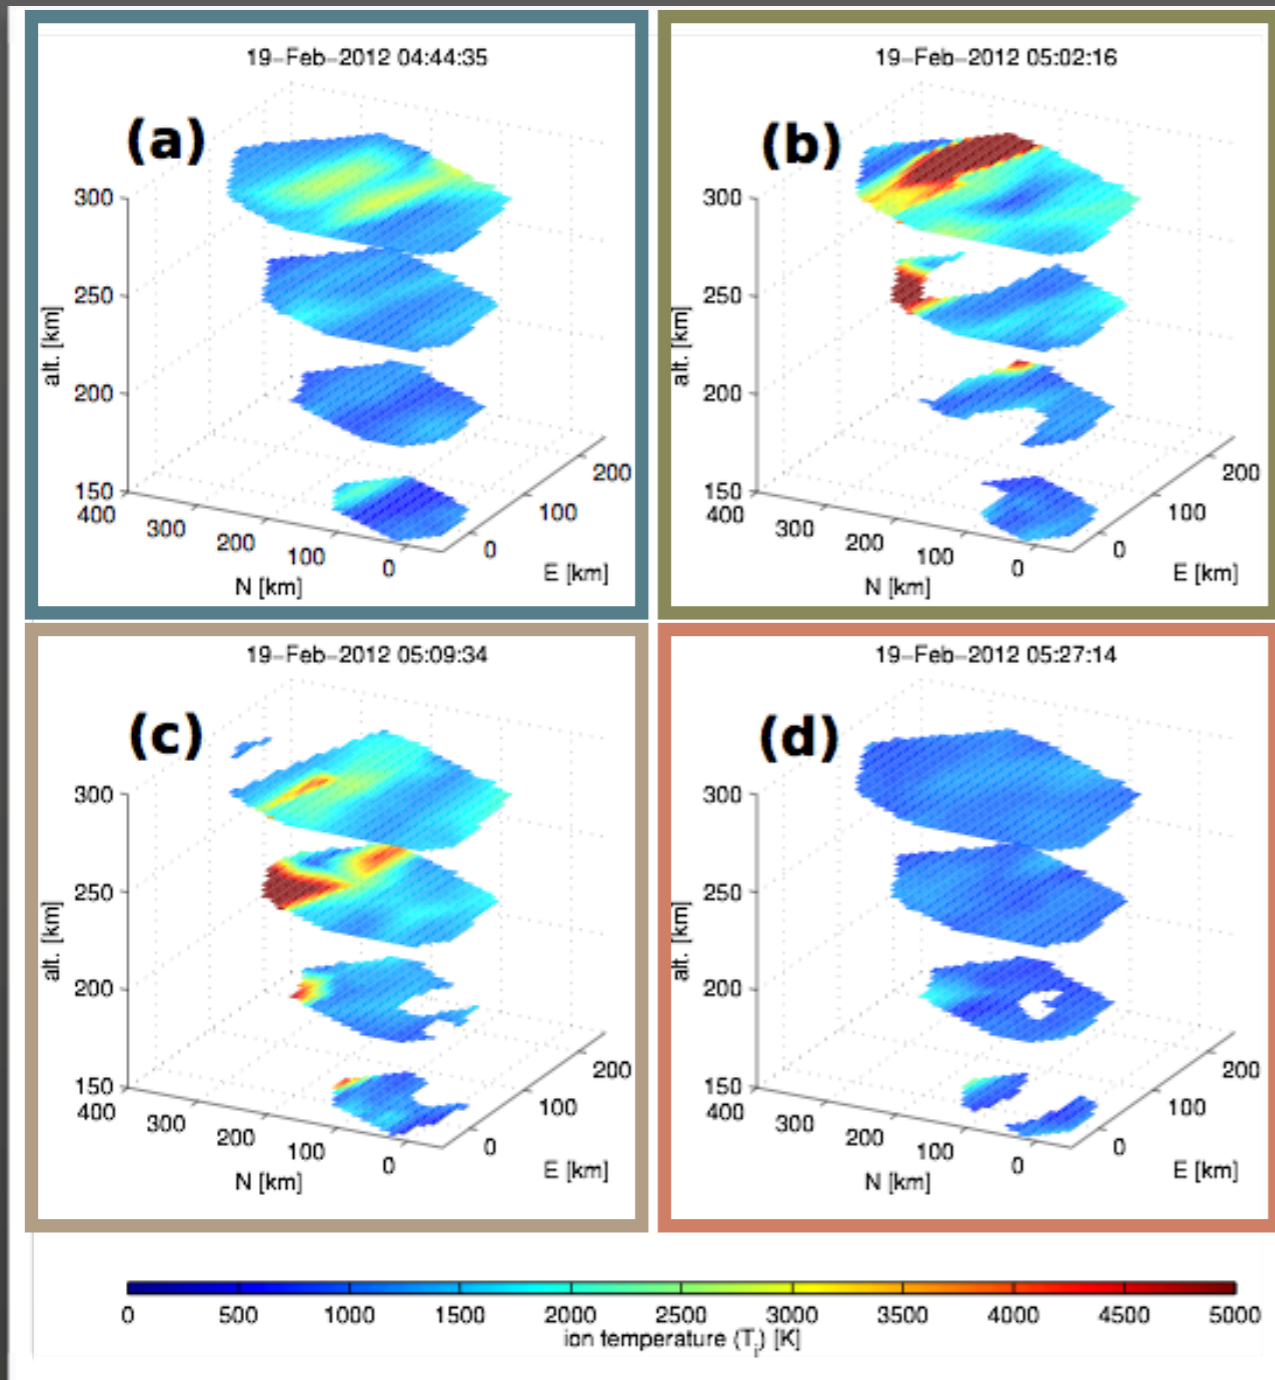 19-Feb-2012 04:44:35
(a)
300
250
200
150
alt. [km]
400
300
200
100
0
N [km]
0
100
200
E [km]
19-Feb-2012 05:02:16
(b)
300
250
200
150
alt. [km]
400
300
200
100
0
N [km]
0
100
200
E [km]
19-Feb-2012 05:09:34
(c)
300
250
200
150
alt. [km]
400
300
200
100
0
N [km]
0
100
200
E [km]
19-Feb-2012 05:27:14
(d)
300
250
200
150
alt. [km]
400
300
200
100
0
N [km]
0
100
200
E [km]
0 500 1000 1500 2000 2500 3000 3500 4000 4500 5000
ion temperature (Ti) [K]